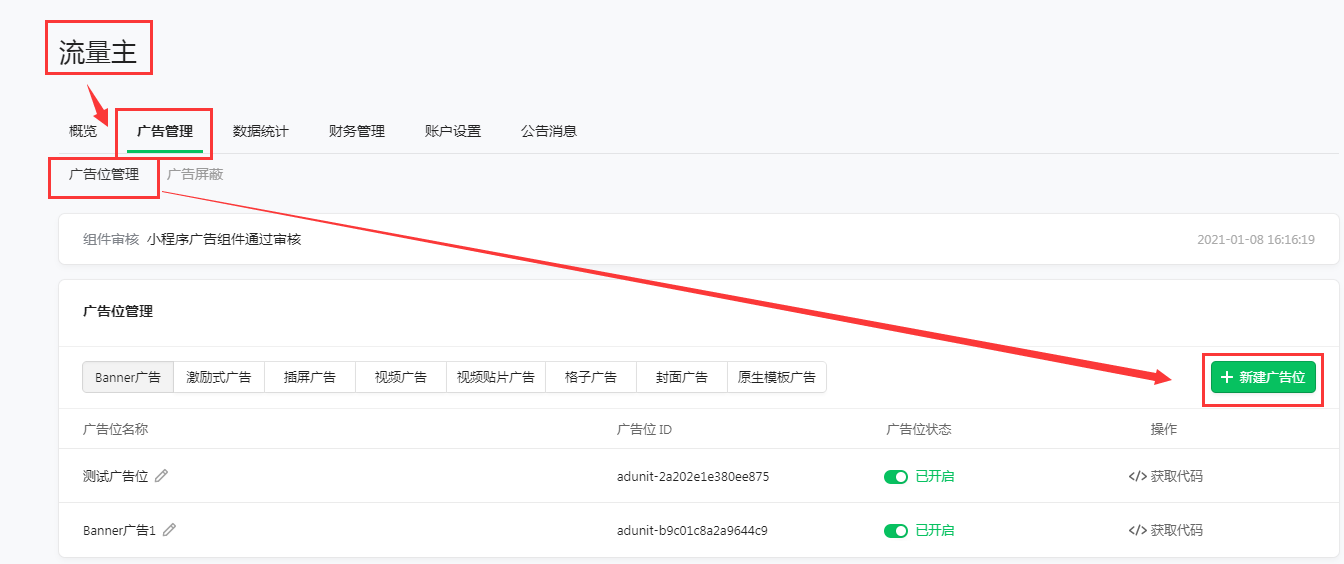 流量主
概览 广告管理 数据统计 财务管理 账户设置 公告消息
广告位管理 广告屏蔽
组件审核 小程序广告组件通过审核 2021-01-08 16:16:19
广告位管理
Banner广告 激励式广告 插屏广告 视频广告 视频贴片广告 格子广告 封面广告 原生模板广告 + 新建广告位
广告位名称 广告位 ID 广告位状态 操作
测试广告位 adunit-2a202e1e380ee875 已开启 </> 获取代码
Banner广告1 adunit-b9c01c8a2a9644c9 已开启 </> 获取代码